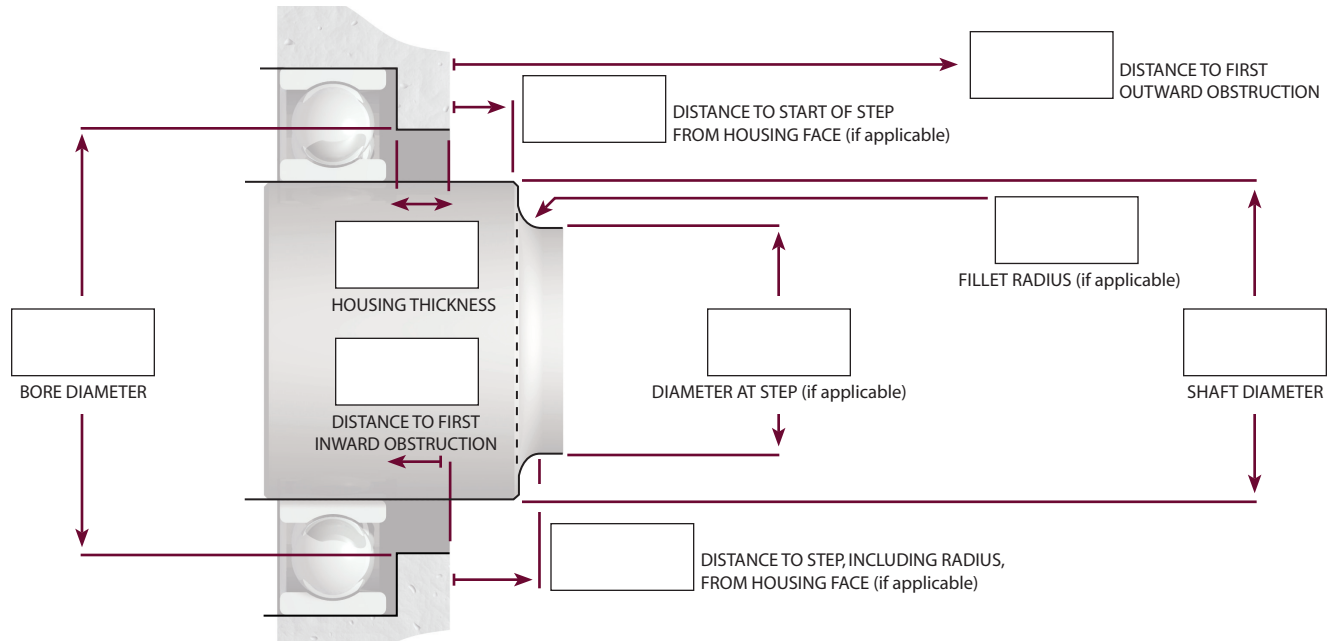 DISTANCE TO FIRST
OUTWARD OBSTRUCTION
DISTANCE TO START OF STEP
FROM HOUSING FACE (if applicable)
FILLET RADIUS (if applicable)
HOUSING THICKNESS
BORE DIAMETER
DIAMETER AT STEP (if applicable)
SHAFT DIAMETER
DISTANCE TO FIRST
INWARD OBSTRUCTION
DISTANCE TO STEP, INCLUDING RADIUS,
FROM HOUSING FACE (if applicable)